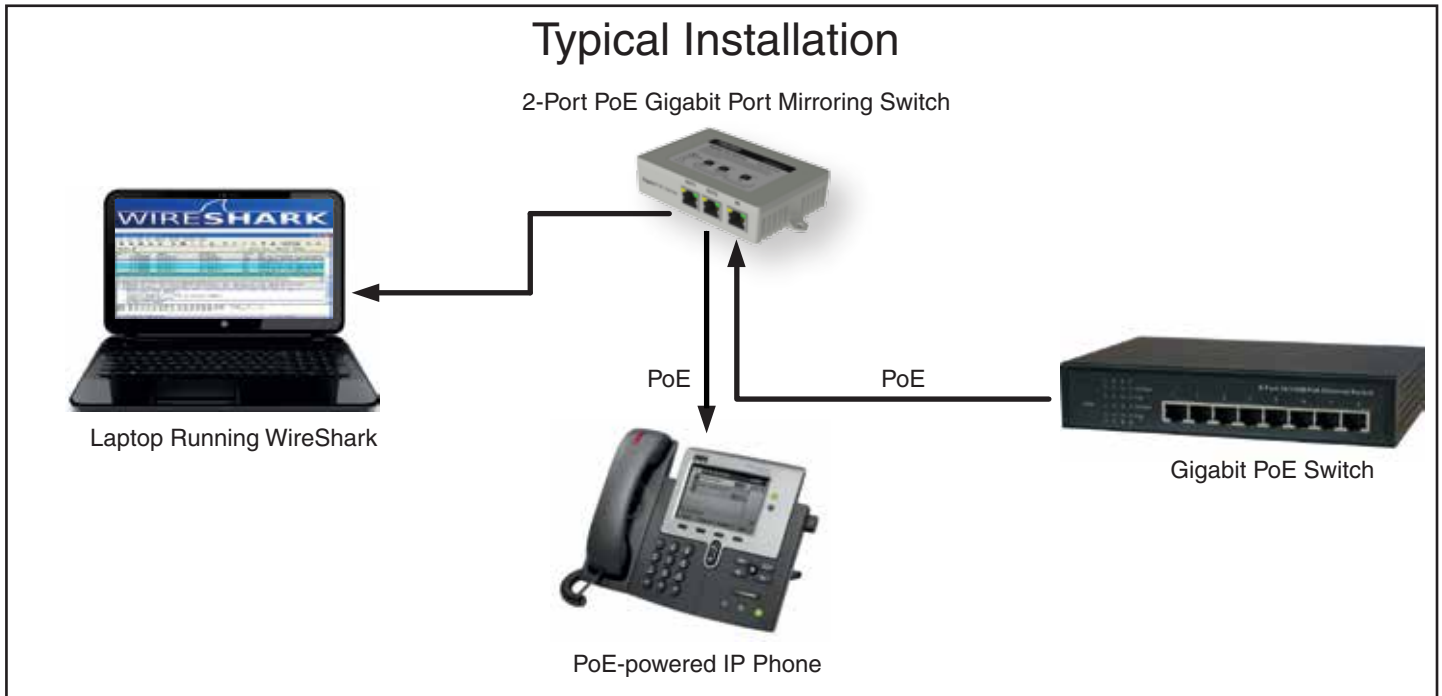 Typical Installation
2-Port PoE Gigabit Port Mirroring Switch
WIRESHARK
PoE
PoE
Laptop Running WireShark
Gigabit PoE Switch
PoE-powered IP Phone